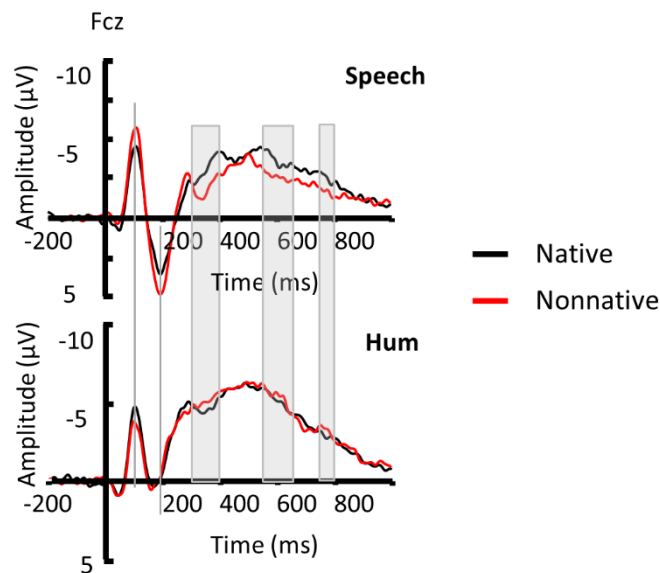 Fcz
Speech
Amplitude (µV)
-10
-5
5
-200 200 400 600 800
Time (ms)
Native
Nonnative
Hum
Amplitude (µV)
-10
-5
5
-200 200 400 600 800
Time (ms)